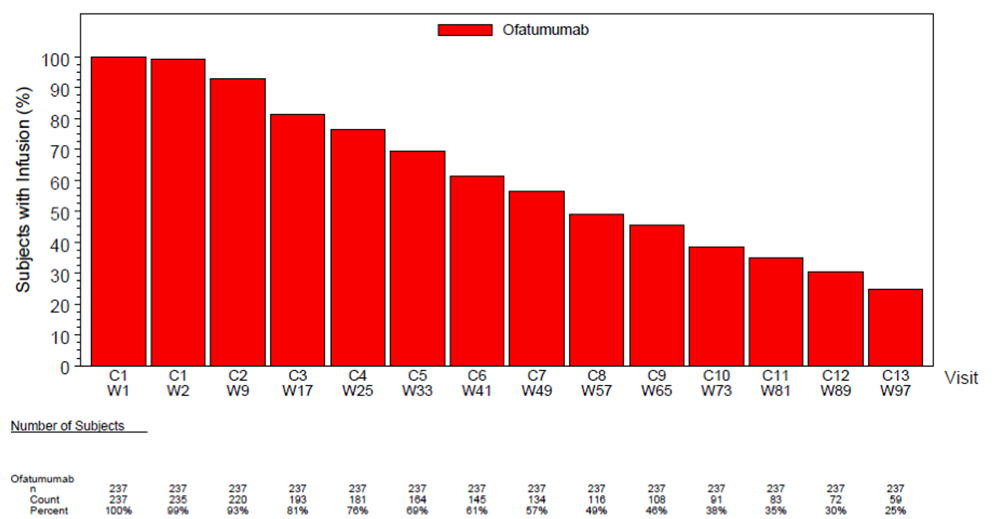 Ofatumumab
Subjects with Infusion (%)
100
90
80
70
60
50
40
30
20
10
0
C1 C1 C2 C3 C4 C5 C6 C7 C8 C9 C10 C11 C12 C13
W1 W2 W9 W17 W25 W33 W41 W49 W57 W65 W73 W81 W89 W97
Visit
Number of Subjects
Ofatumumab
n 237 237 237 237 237 237 237 237 237 237 237 237 237 237
Count 237 235 220 193 181 164 145 134 116 108 91 83 72 59
Percent 100% 99% 93% 81% 76% 69% 61% 57% 49% 46% 38% 35% 30% 25%